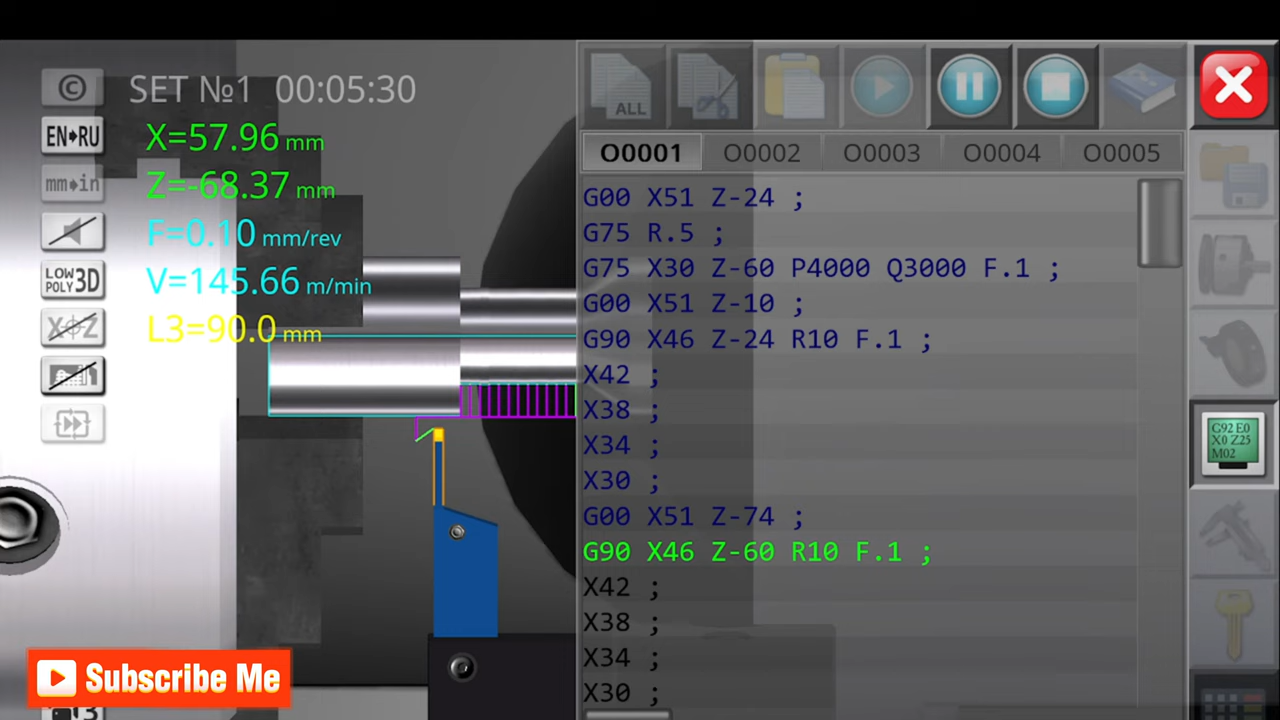 ©
SET №1 00:05:30
EN➡RU
X=57.96 mm
mm➡in
Z=-68.37 mm
F=0.10 mm/rev
LOW POLY 3D
V=145.66 m/min
X Z
L3=90.0 mm
Subscribe Me
3
ALL
O0001 O0002 O0003 O0004 O0005
G00 X51 Z-24 ;
G75 R.5 ;
G75 X30 Z-60 P4000 Q3000 F.1 ;
G00 X51 Z-10 ;
G90 X46 Z-24 R10 F.1 ;
X42 ;
X38 ;
X34 ;
X30 ;
G00 X51 Z-74 ;
G90 X46 Z-60 R10 F.1 ;
X42 ;
X38 ;
X34 ;
X30 ;
G92 E0
X0 Z25
M02